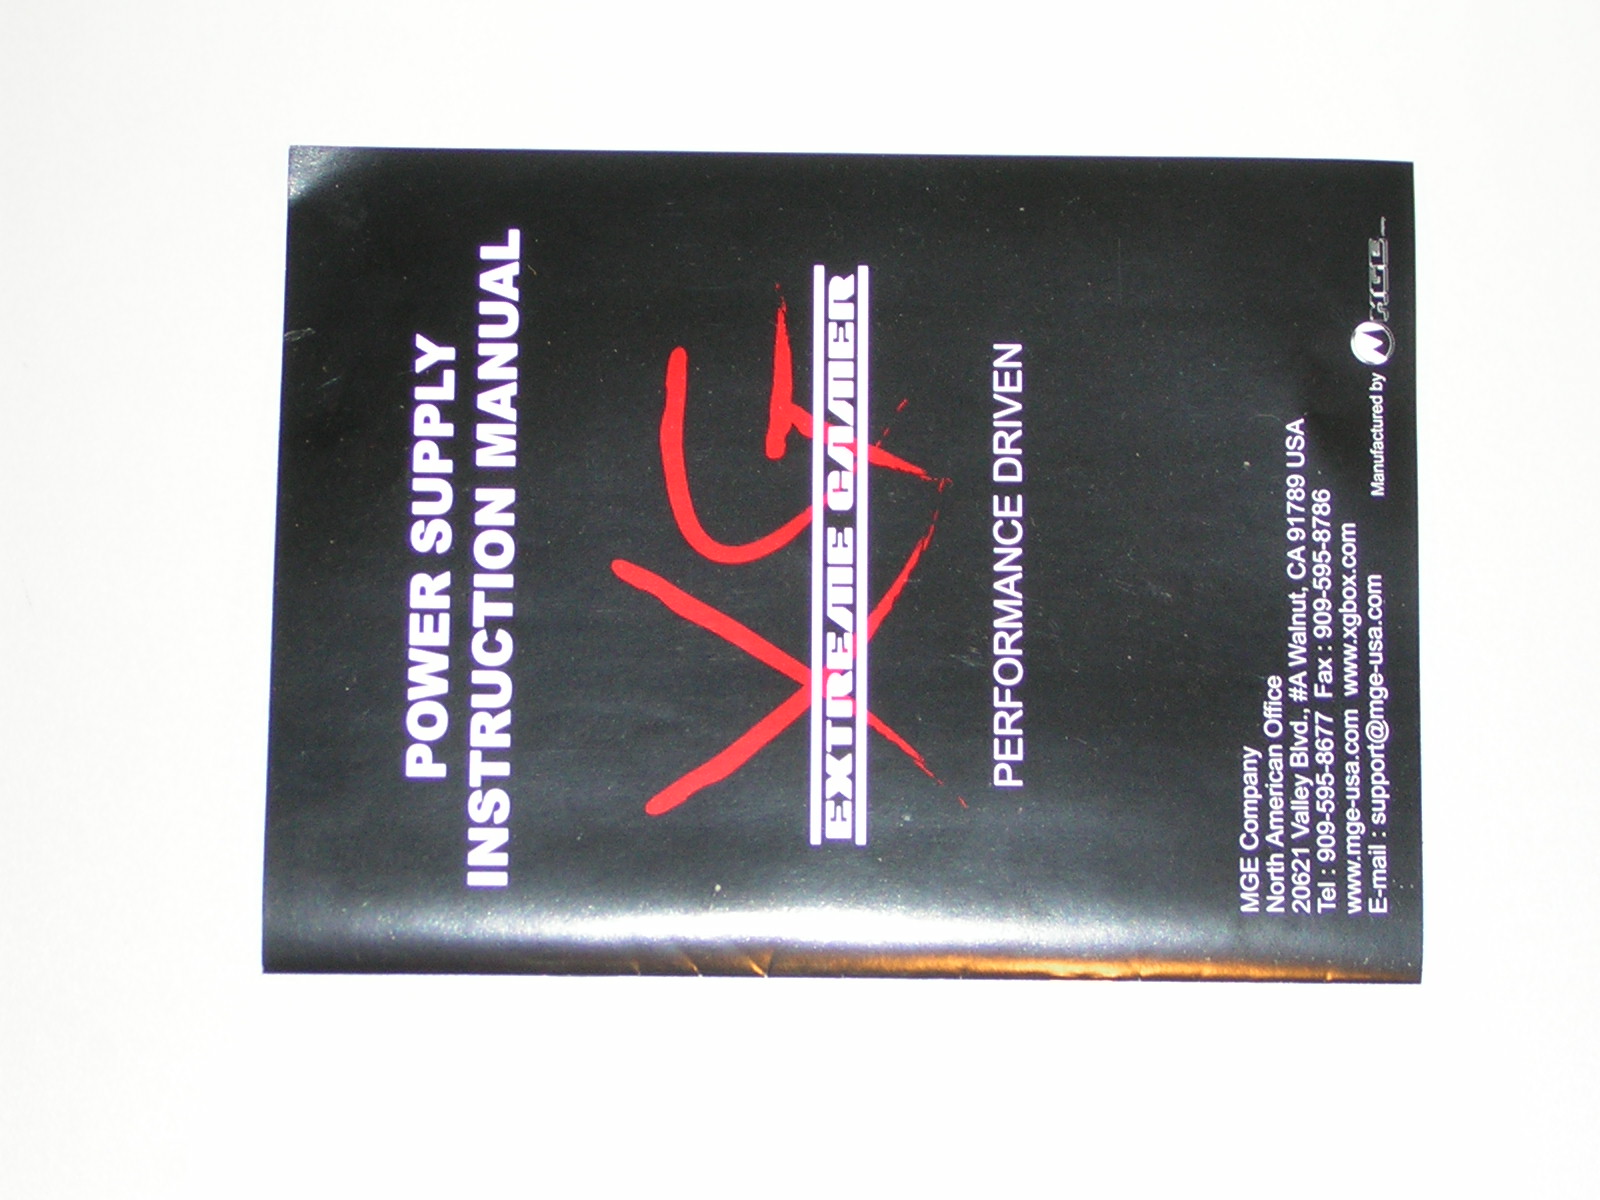 POWER SUPPLY
INSTRUCTION MANUAL
XG
EXTREME GAMER
PERFORMANCE DRIVEN
MGE Company
North American Office
20621 Valley Blvd., #A Walnut, CA 91789 USA
Tel : 909-595-8677 Fax : 909-595-8786
www.mge-usa.com www.xgbox.com
E-mail : support@mge-usa.com
Manufactured by MGE